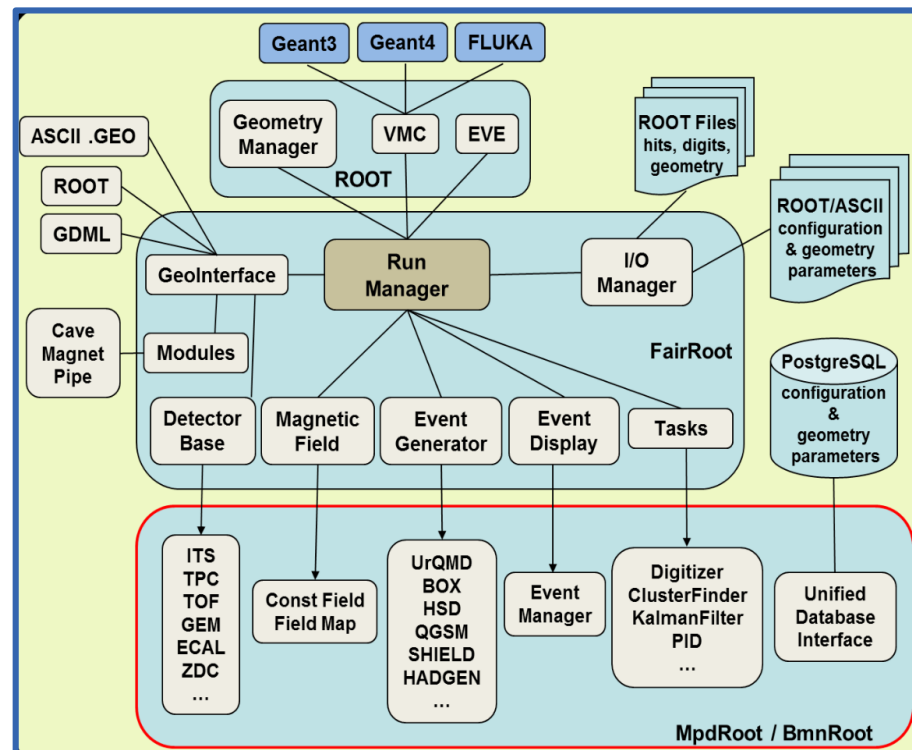 Geant3
Geant4
FLUKA
Geometry
Manager
VMC
EVE
ROOT
ASCII .GEO
ROOT
GDML
ROOT Files
hits, digits,
geometry
ROOT/ASCII
configuration
& geometry
parameters
GeoInterface
Run
Manager
I/O
Manager
Cave
Magnet
Pipe
Modules
FairRoot
Detector
Base
Magnetic
Field
Event
Generator
Event
Display
Tasks
PostgreSQL
configuration
&
geometry
parameters
ITS
TPC
TOF
GEM
ECAL
ZDC
…
Const Field
Field Map
UrQMD
BOX
HSD
QGSM
SHIELD
HADGEN
…
Event
Manager
Digitizer
ClusterFinder
KalmanFilter
PID
…
Unified
Database
Interface
MpdRoot / BmnRoot